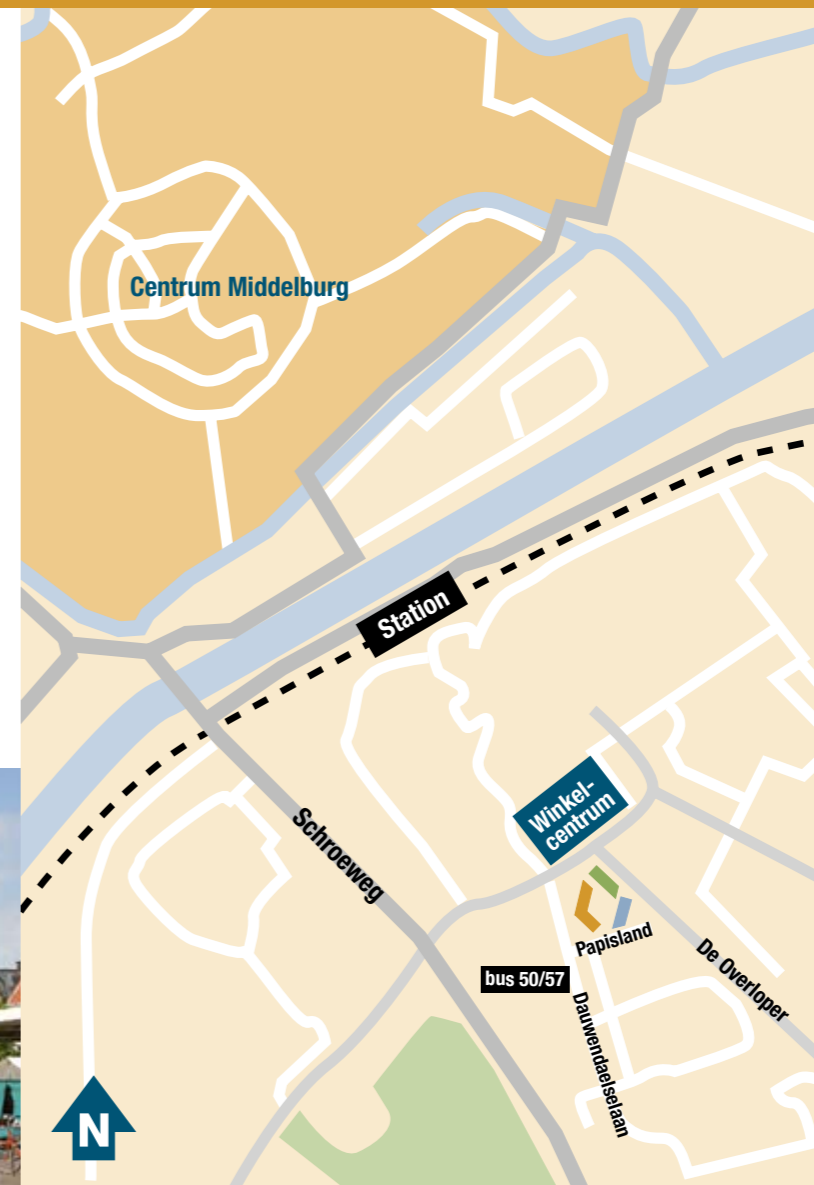 Centrum Middelburg
Station
Winkel-
centrum
Schroeweg
Papisland
De Overloper
bus 50/57
Dauwendaelselaan
N